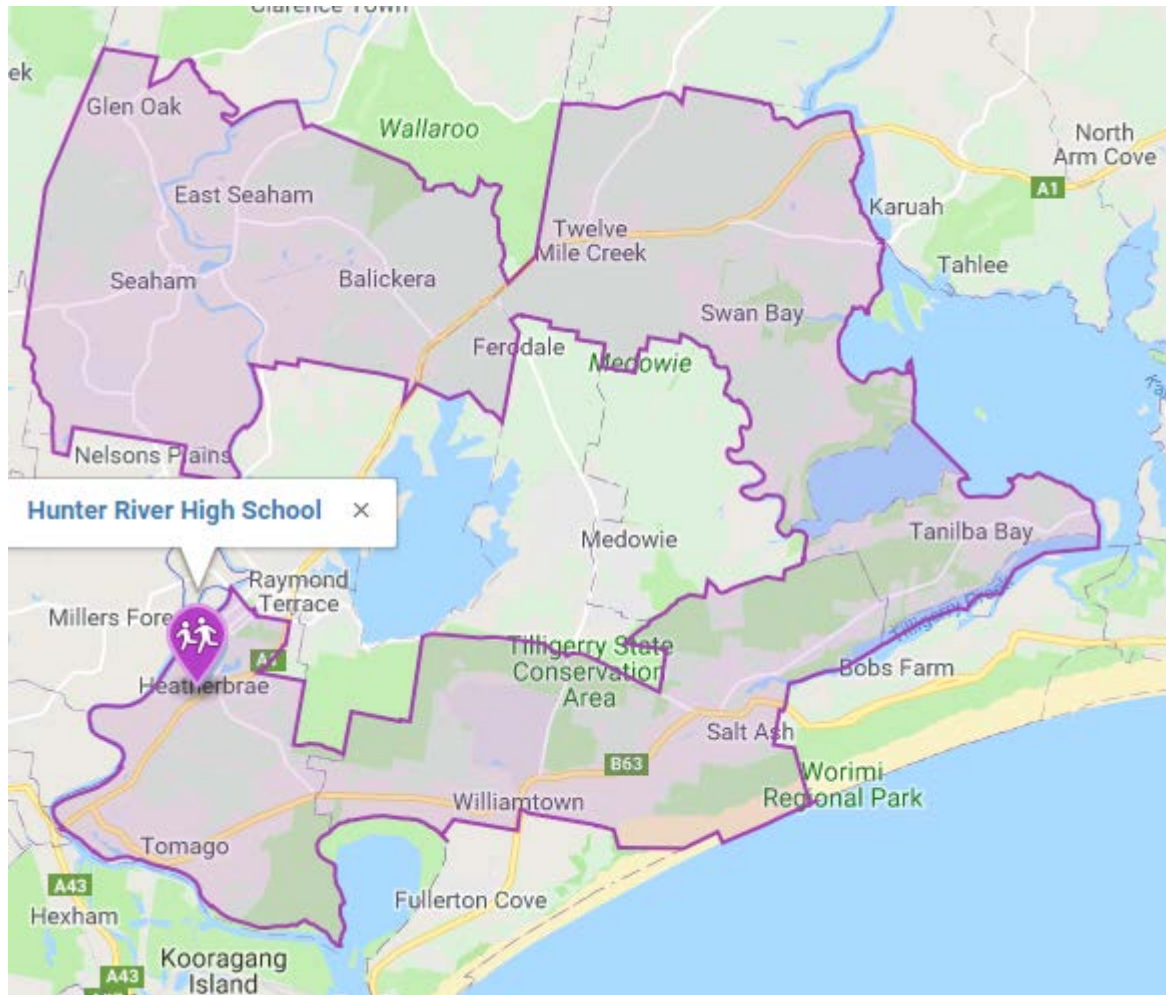 Clarence Town
ek
Glen Oak
Wallaroo
North
Arm Cove
A1
East Seaham
Karuah
Twelve
Mile Creek
Tahlee
Seaham
Balickera
Swan Bay
Ferodale
Medowie
Nelsons Plains
Hunter River High School ×
Tanilba Bay
Medowie
Raymond
Terrace
Millers Fore
Tilligerry Creek
Tilligerry State
Conservation
Area
Bobs Farm
Heatherbrae
Salt Ash
B63
Worimi
Regional Park
Williamtown
Tomago
A43
Fullerton Cove
Hexham
Kooragang
Island
A43